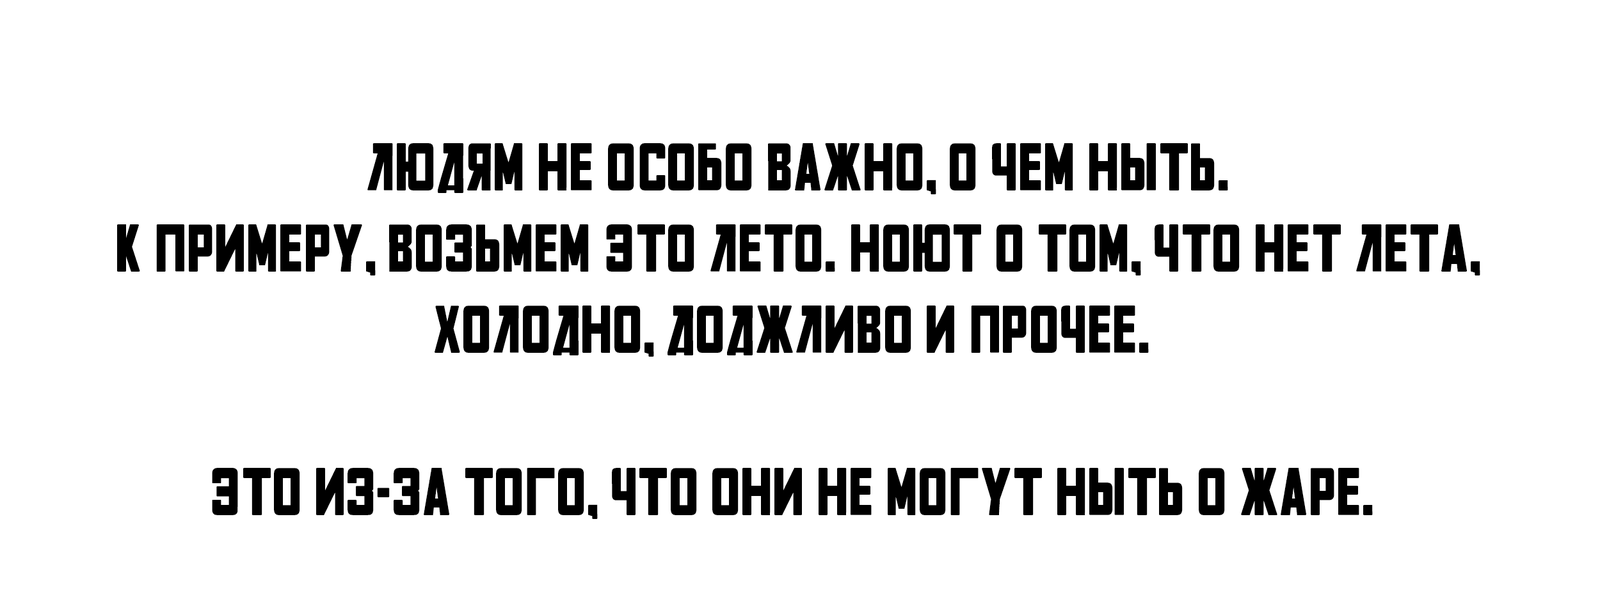 ЛЮДЯМ НЕ ОСОБО ВАЖНО, О ЧЕМ НЫТЬ.
К ПРИМЕРУ, ВОЗЬМЕМ ЭТО ЛЕТО. НОЮТ О ТОМ, ЧТО НЕТ ЛЕТА,
ХОЛОДНО, ДОДЖЛИВО И ПРОЧЕЕ.
ЭТО ИЗ-ЗА ТОГО, ЧТО ОНИ НЕ МОГУТ НЫТЬ О ЖАРЕ.